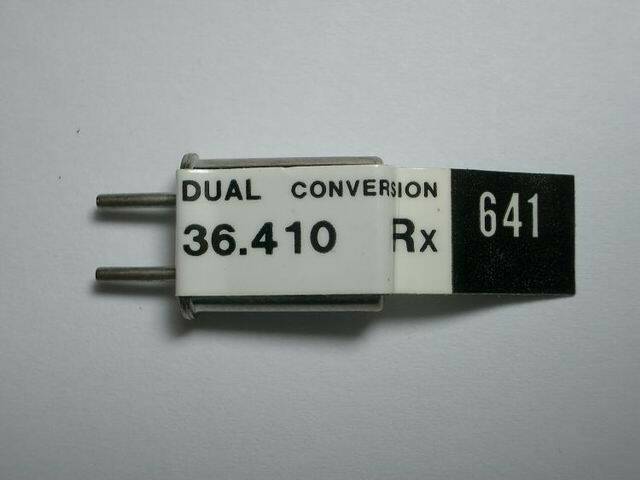 DUAL CONVERSION
36.410 Rx
641